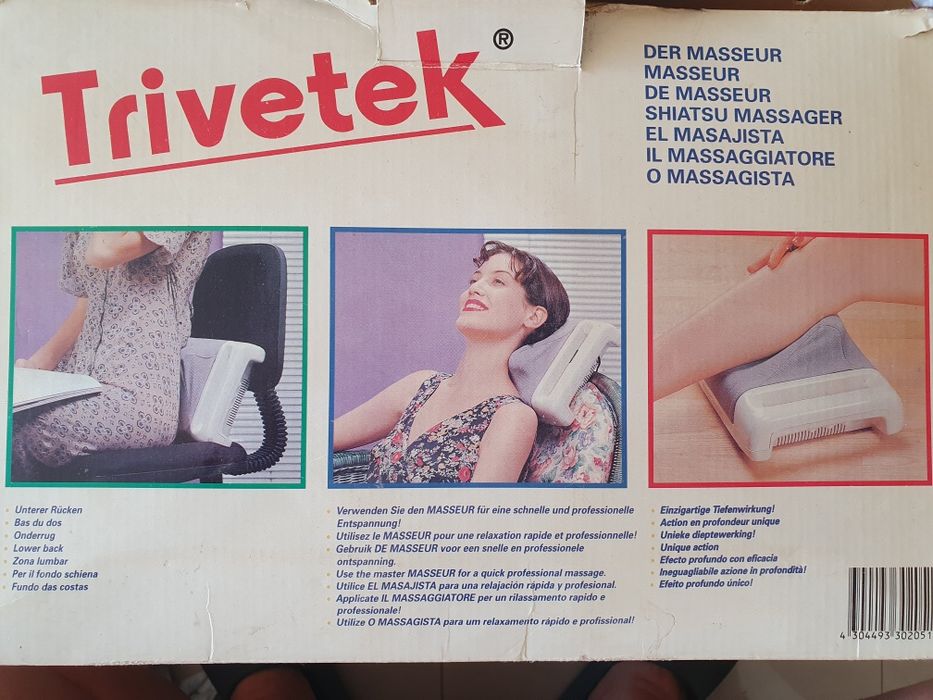 Trivetek®
DER MASSEUR
MASSEUR
DE MASSEUR
SHIATSU MASSAGER
EL MASAJISTA
IL MASSAGGIATORE
O MASSAGISTA
Unterer Rücken
Bas du dos
Onderrug
Lower back
Zona lumbar
Per il fondo schiena
Fundo das costas
Verwenden Sie den MASSEUR für eine schnelle und professionelle
Entspannung!
Utilisez le MASSEUR pour une relaxation rapide et professionnelle!
Gebruik DE MASSEUR voor een snelle en professionele
ontspanning.
Use the master MASSEUR for a quick professional massage.
Utilice EL MASAJISTA para una relajación rápida y profesional.
Applicate IL MASSAGGIATORE per un rilassamento rapido e
professionale!
Utilize O MASSAGISTA para um relaxamento rápido e profissional!
Einzigartige Tiefenwirkung!
Action en profondeur unique
Unieke dieptewerking!
Unique action
Efecto profundo con eficacia
Ineguagliabile azione in profondità!
Efeito profundo único!
4 304493 302051